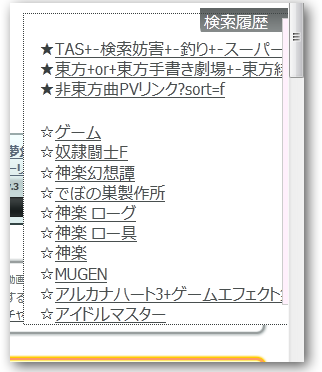 検索履歴
★TAS+-検索妨害+-釣り+-スーパー
★東方+or+東方手書き劇場+-東方
★非東方曲PVリンク?sort=f
☆ゲーム
☆奴隷闘士F
☆神楽幻想譚
☆でぼの巣製作所
☆神楽 ローグ
☆神楽 ロー具
☆神楽
☆MUGEN
☆アルカナハート3+ゲームエフェクト
☆アイドルマスター